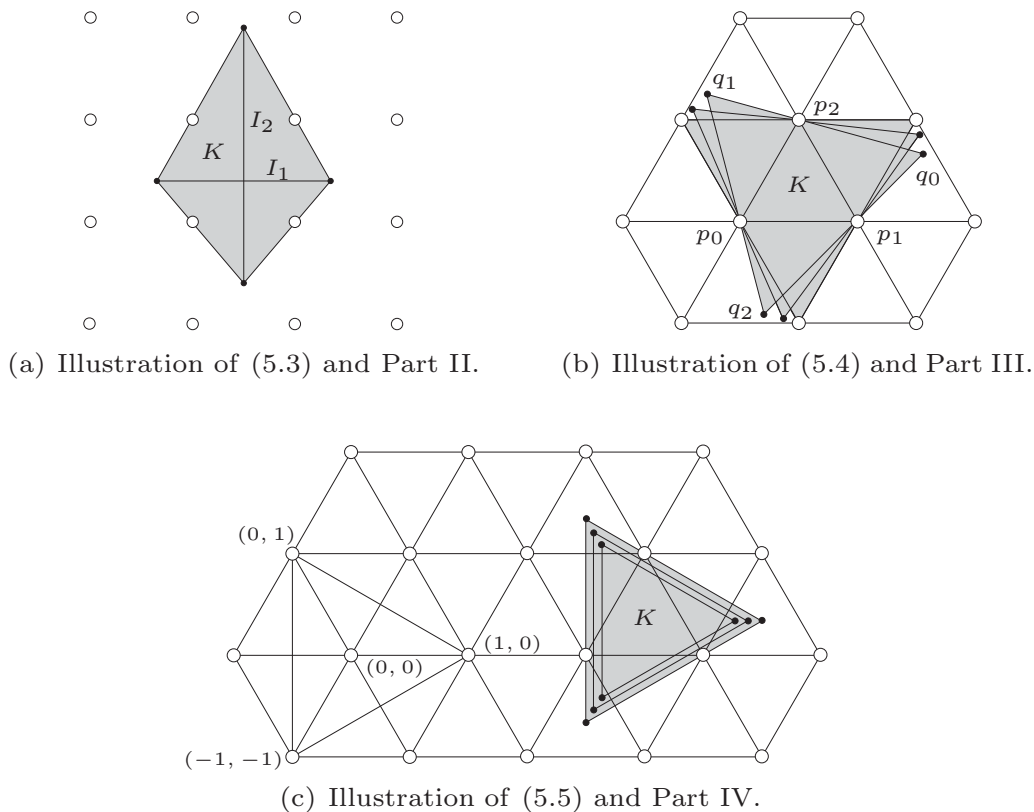 I₂
K
I₁
(a) Illustration of (5.3) and Part II.
q₁
p₂
K
q₀
p₀
p₁
q₂
(b) Illustration of (5.4) and Part III.
(0, 1)
K
(1, 0)
(0, 0)
(−1, −1)
(c) Illustration of (5.5) and Part IV.